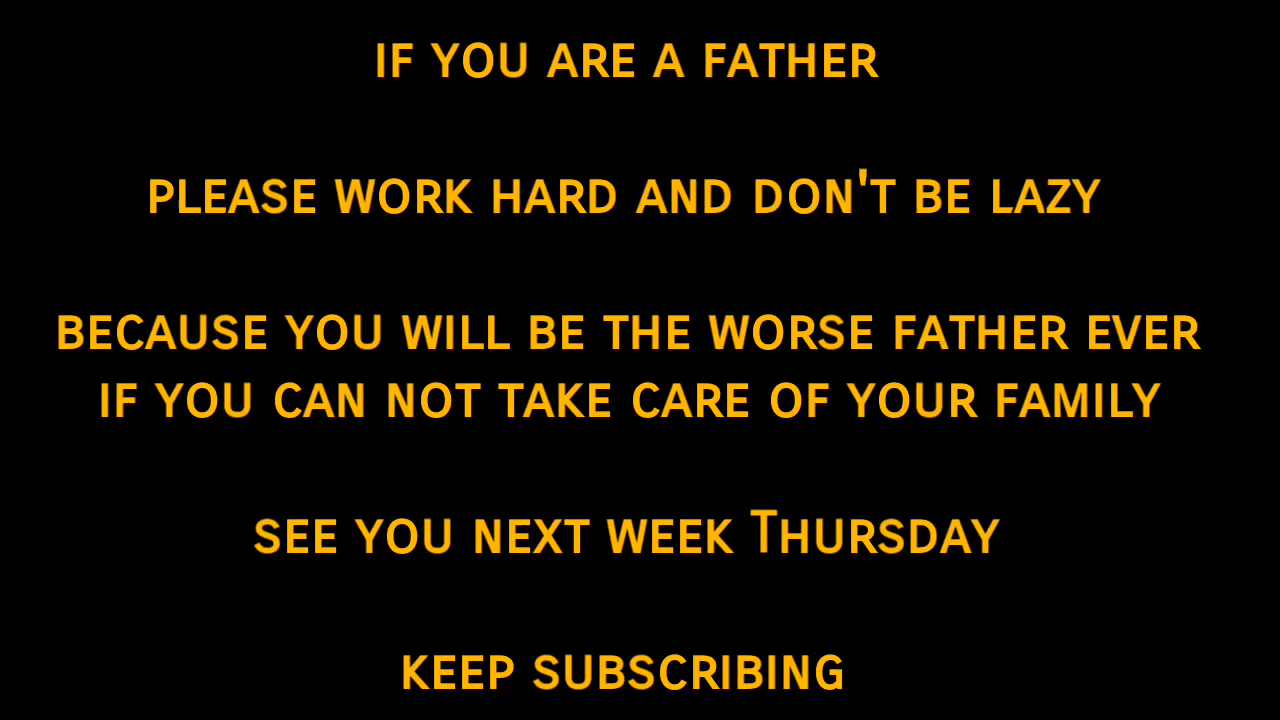 IF YOU ARE A FATHER
PLEASE WORK HARD AND DON'T BE LAZY
BECAUSE YOU WILL BE THE WORSE FATHER EVER
IF YOU CAN NOT TAKE CARE OF YOUR FAMILY
SEE YOU NEXT WEEK THURSDAY
KEEP SUBSCRIBING